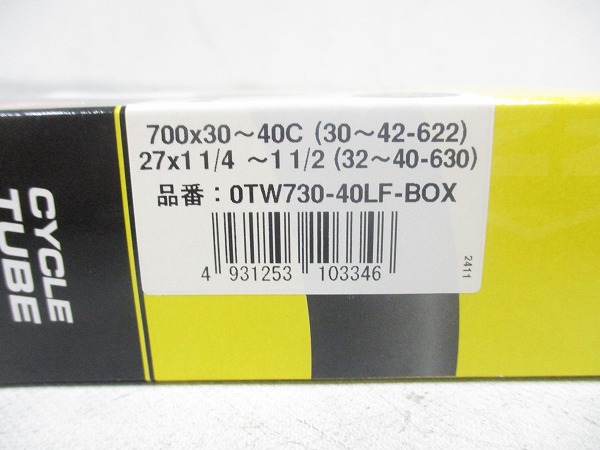 700x30～40C (30～42-622)
27x1 1/4 ～1 1/2 (32～40-630)
品番：0TW730-40LF-BOX
4 931253 103346
2411
CYCLE
TUBE